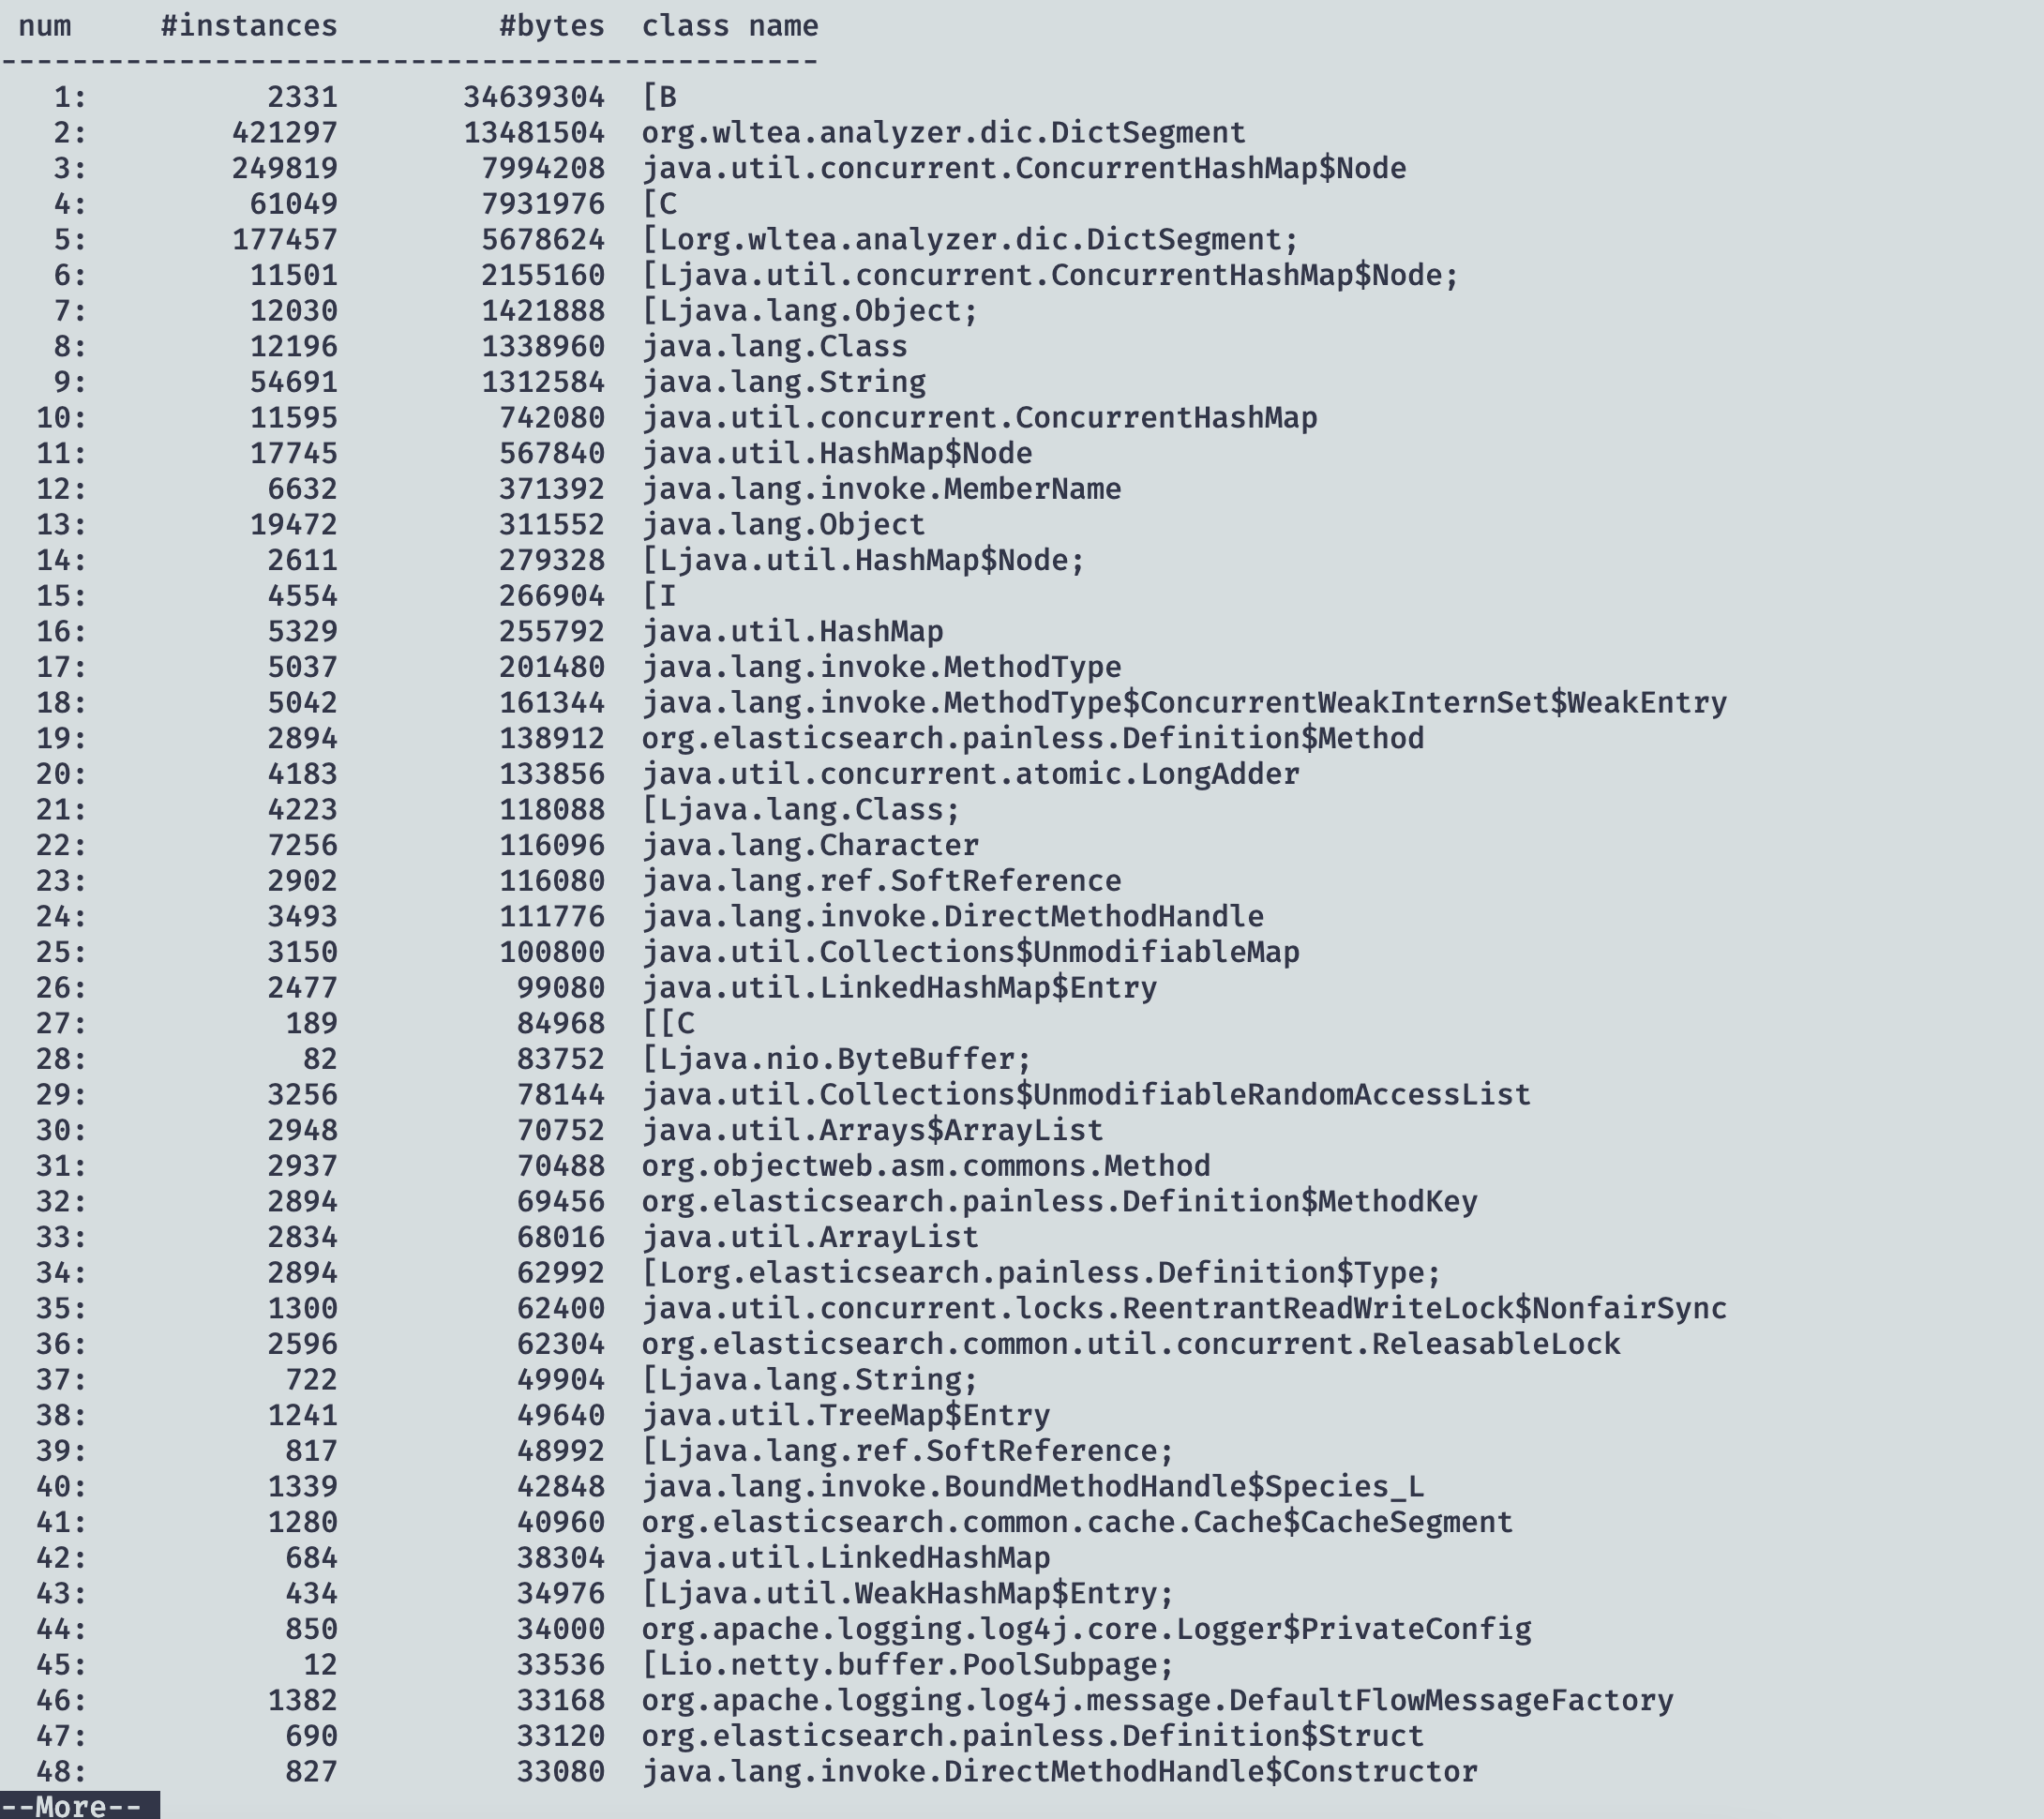 num #instances #bytes class name
----------------------------------------------
1: 2331 34639304 [B
2: 421297 13481504 org.wltea.analyzer.dic.DictSegment
3: 249819 7994208 java.util.concurrent.ConcurrentHashMap$Node
4: 61049 7931976 [C
5: 177457 5678624 [Lorg.wltea.analyzer.dic.DictSegment;
6: 11501 2155160 [Ljava.util.concurrent.ConcurrentHashMap$Node;
7: 12030 1421888 [Ljava.lang.Object;
8: 12196 1338960 java.lang.Class
9: 54691 1312584 java.lang.String
10: 11595 742080 java.util.concurrent.ConcurrentHashMap
11: 17745 567840 java.util.HashMap$Node
12: 6632 371392 java.lang.invoke.MemberName
13: 19472 311552 java.lang.Object
14: 2611 279328 [Ljava.util.HashMap$Node;
15: 4554 266904 [I
16: 5329 255792 java.util.HashMap
17: 5037 201480 java.lang.invoke.MethodType
18: 5042 161344 java.lang.invoke.MethodType$ConcurrentWeakInternSet$WeakEntry
19: 2894 138912 org.elasticsearch.painless.Definition$Method
20: 4183 133856 java.util.concurrent.atomic.LongAdder
21: 4223 118088 [Ljava.lang.Class;
22: 7256 116096 java.lang.Character
23: 2902 116080 java.lang.ref.SoftReference
24: 3493 111776 java.lang.invoke.DirectMethodHandle
25: 3150 100800 java.util.Collections$UnmodifiableMap
26: 2477 99080 java.util.LinkedHashMap$Entry
27: 189 84968 [[C
28: 82 83752 [Ljava.nio.ByteBuffer;
29: 3256 78144 java.util.Collections$UnmodifiableRandomAccessList
30: 2948 70752 java.util.Arrays$ArrayList
31: 2937 70488 org.objectweb.asm.commons.Method
32: 2894 69456 org.elasticsearch.painless.Definition$MethodKey
33: 2834 68016 java.util.ArrayList
34: 2894 62992 [Lorg.elasticsearch.painless.Definition$Type;
35: 1300 62400 java.util.concurrent.locks.ReentrantReadWriteLock$NonfairSync
36: 2596 62304 org.elasticsearch.common.util.concurrent.ReleasableLock
37: 722 49904 [Ljava.lang.String;
38: 1241 49640 java.util.TreeMap$Entry
39: 817 48992 [Ljava.lang.ref.SoftReference;
40: 1339 42848 java.lang.invoke.BoundMethodHandle$Species_L
41: 1280 40960 org.elasticsearch.common.cache.Cache$CacheSegment
42: 684 38304 java.util.LinkedHashMap
43: 434 34976 [Ljava.util.WeakHashMap$Entry;
44: 850 34000 org.apache.logging.log4j.core.Logger$PrivateConfig
45: 12 33536 [Lio.netty.buffer.PoolSubpage;
46: 1382 33168 org.apache.logging.log4j.message.DefaultFlowMessageFactory
47: 690 33120 org.elasticsearch.painless.Definition$Struct
48: 827 33080 java.lang.invoke.DirectMethodHandle$Constructor
--More--